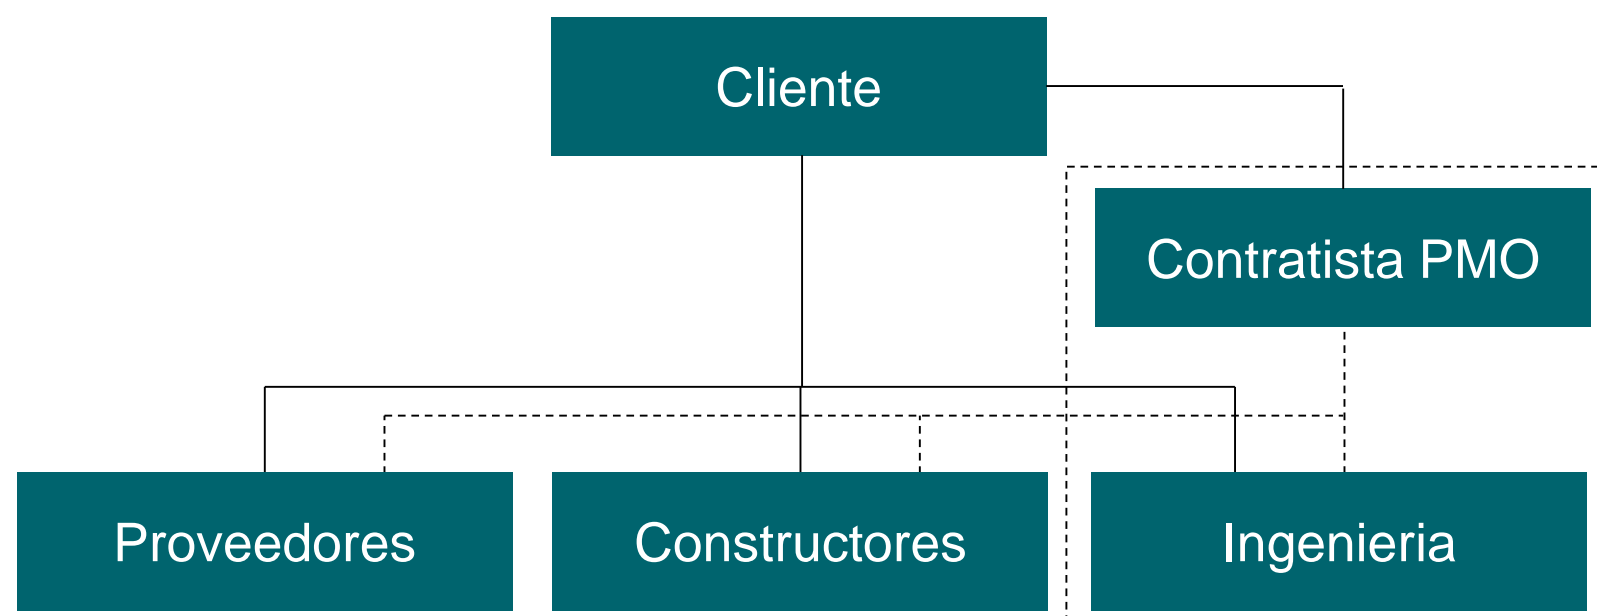 Cliente
Contratista PMO
Proveedores
Constructores
Ingenieria